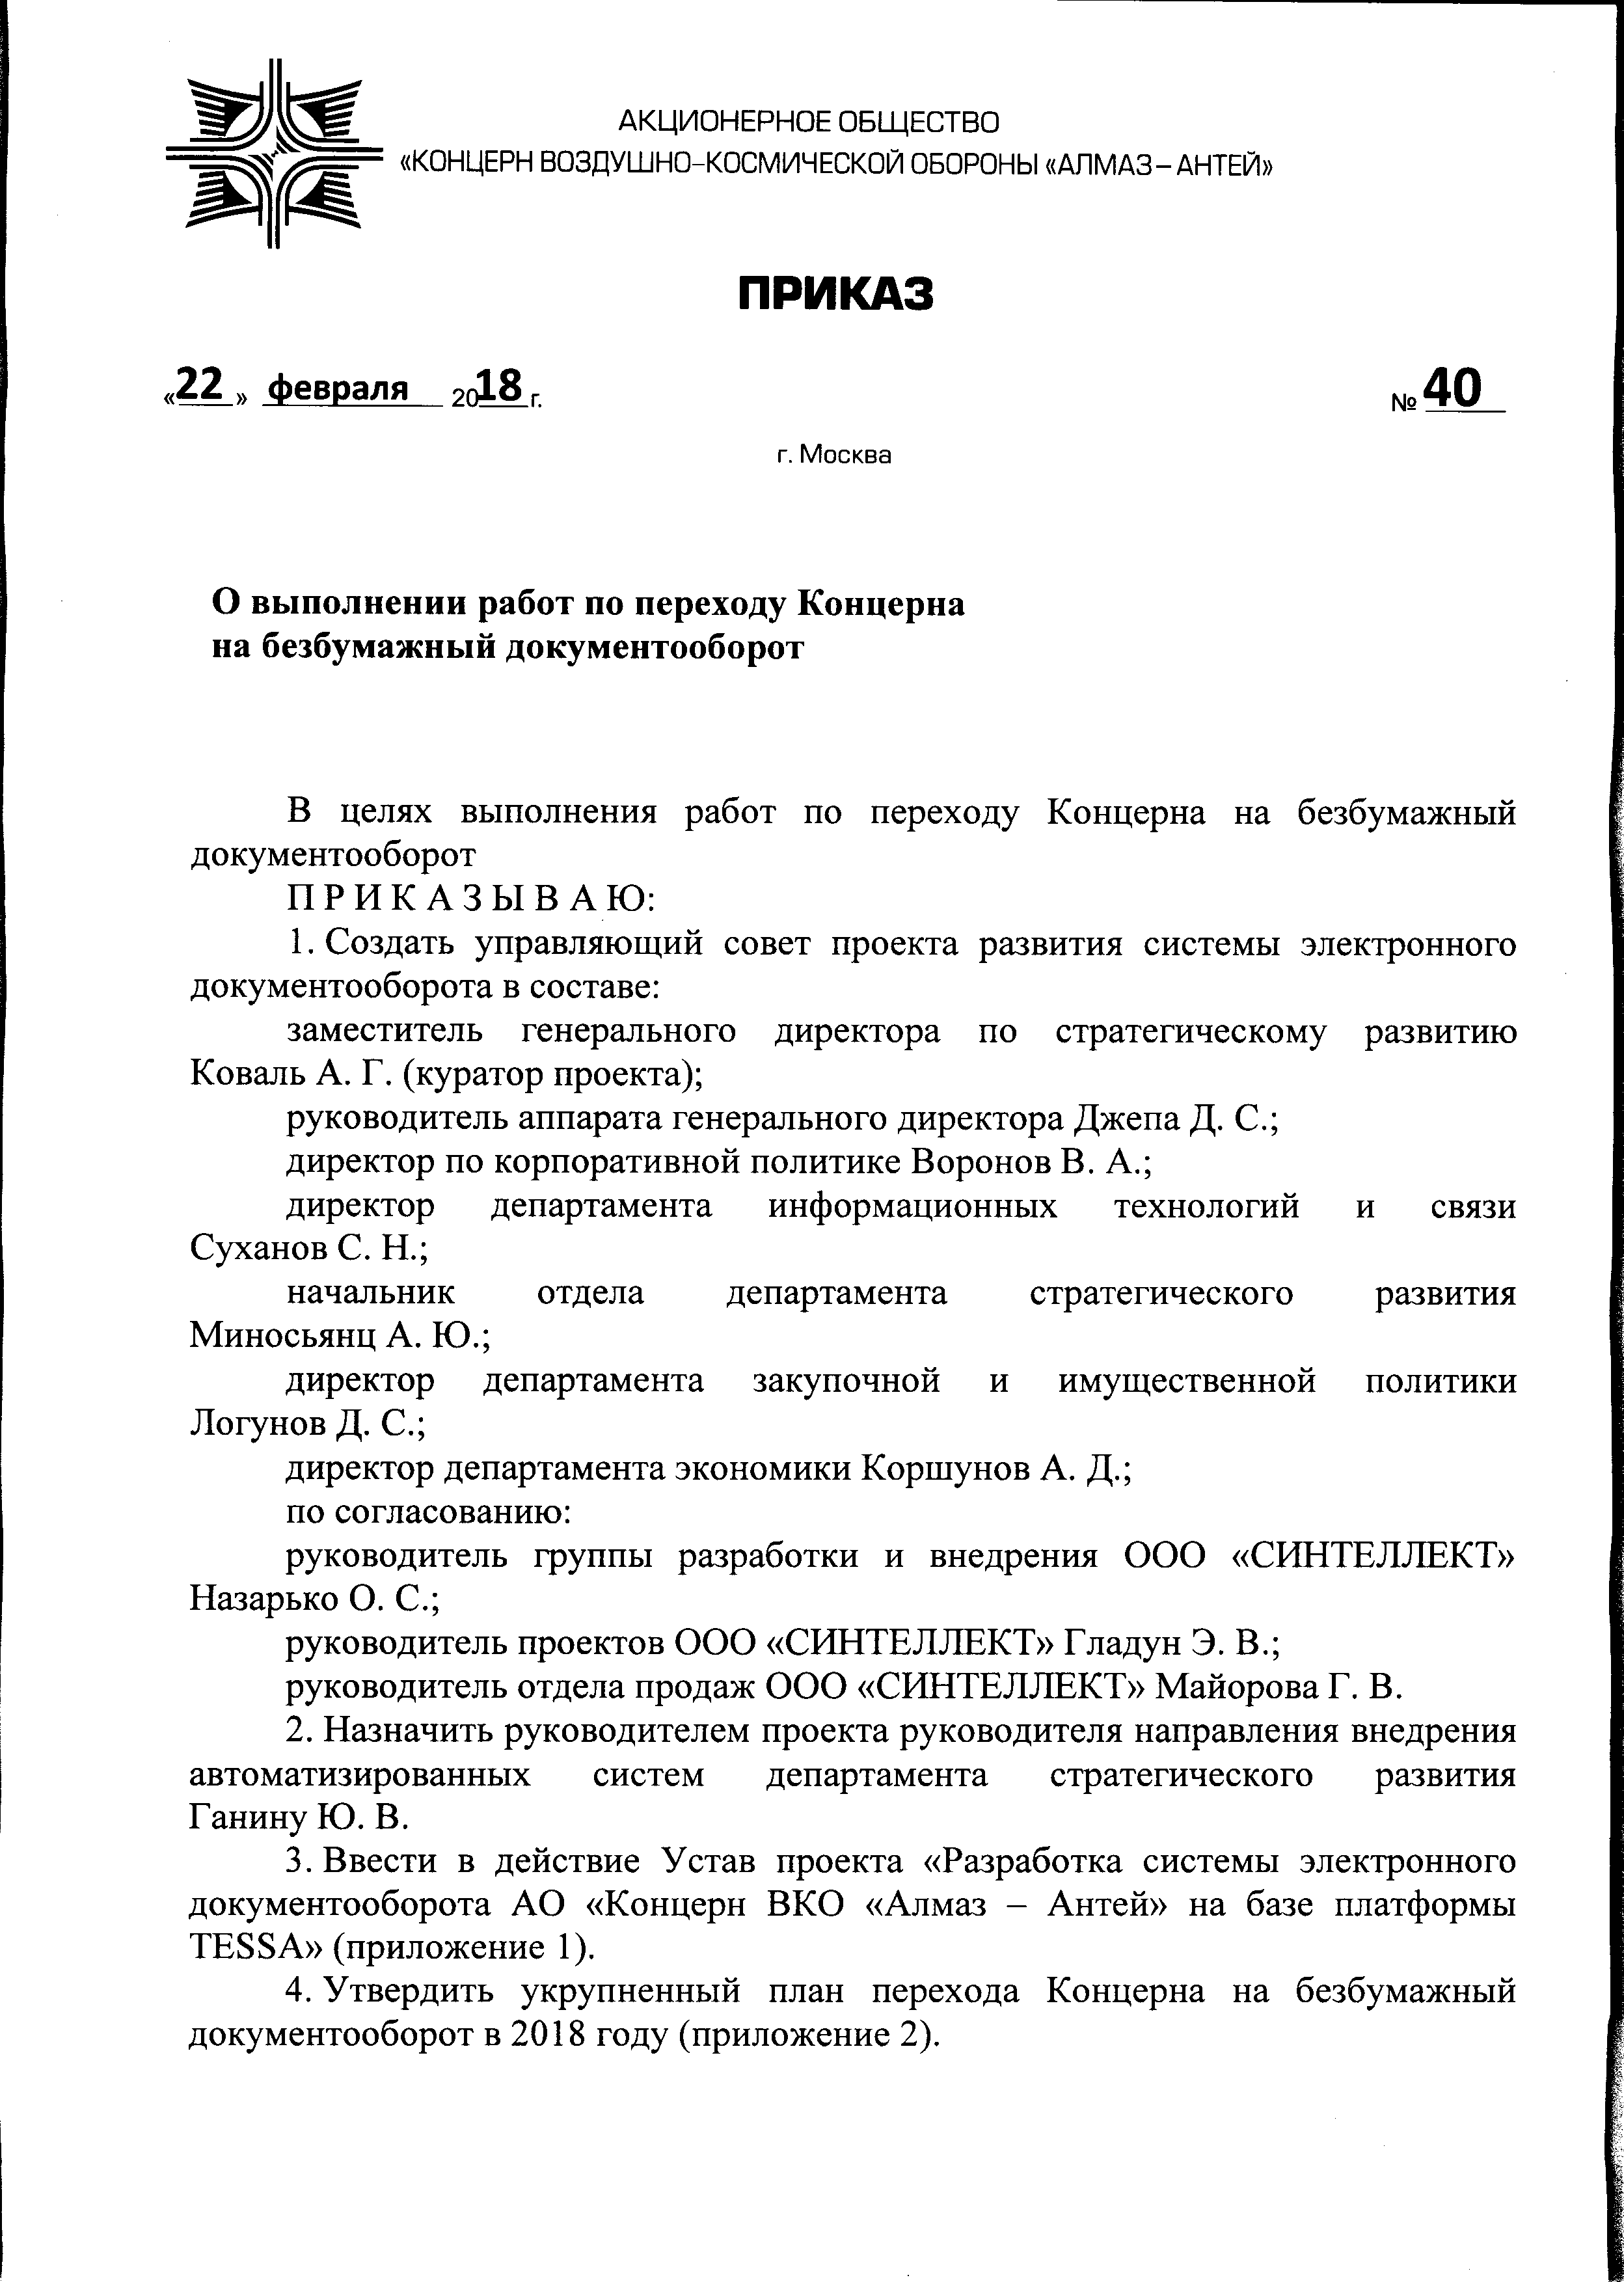 АКЦИОНЕРНОЕ ОБЩЕСТВО
«КОНЦЕРН ВОЗДУШНО-КОСМИЧЕСКОЙ ОБОРОНЫ «АЛМАЗ – АНТЕЙ»
ПРИКАЗ
«22» февраля 2018 г. № 40
г. Москва
О выполнении работ по переходу Концерна
на безбумажный документооборот
В целях выполнения работ по переходу Концерна на безбумажный
документооборот
П Р И К А З Ы В А Ю:
1. Создать управляющий совет проекта развития системы электронного
документооборота в составе:
заместитель генерального директора по стратегическому развитию
Коваль А. Г. (куратор проекта);
руководитель аппарата генерального директора Джепа Д. С.;
директор по корпоративной политике Воронов В. А.;
директор департамента информационных технологий и связи
Суханов С. Н.;
начальник отдела департамента стратегического развития
Миносьянц А. Ю.;
директор департамента закупочной и имущественной политики
Логунов Д. С.;
директор департамента экономики Коршунов А. Д.;
по согласованию:
руководитель группы разработки и внедрения ООО «СИНТЕЛЛЕКТ»
Назарько О. С.;
руководитель проектов ООО «СИНТЕЛЛЕКТ» Гладун Э. В.;
руководитель отдела продаж ООО «СИНТЕЛЛЕКТ» Майорова Г. В.
2. Назначить руководителем проекта руководителя направления внедрения
автоматизированных систем департамента стратегического развития
Ганину Ю. В.
3. Ввести в действие Устав проекта «Разработка системы электронного
документооборота АО «Концерн ВКО «Алмаз – Антей» на базе платформы
TESSA» (приложение 1).
4. Утвердить укрупненный план перехода Концерна на безбумажный
документооборот в 2018 году (приложение 2).